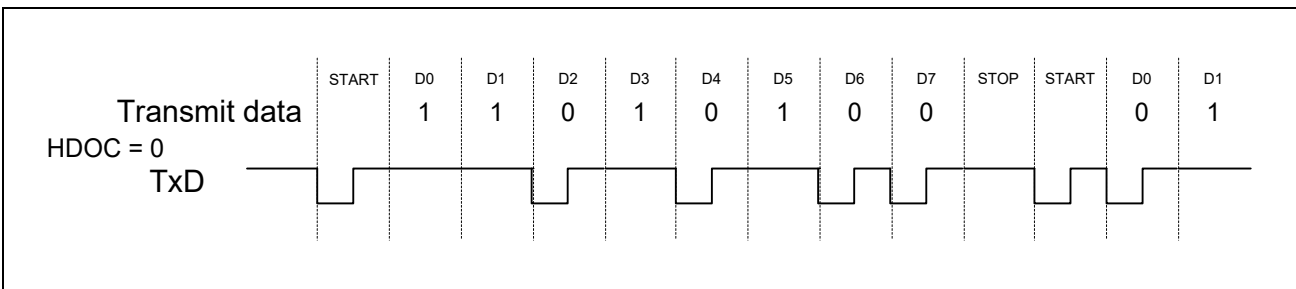 START D0 D1 D2 D3 D4 D5 D6 D7 STOP START D0 D1
Transmit data 1 1 0 1 0 1 0 0 0 1
HDOC = 0
TxD